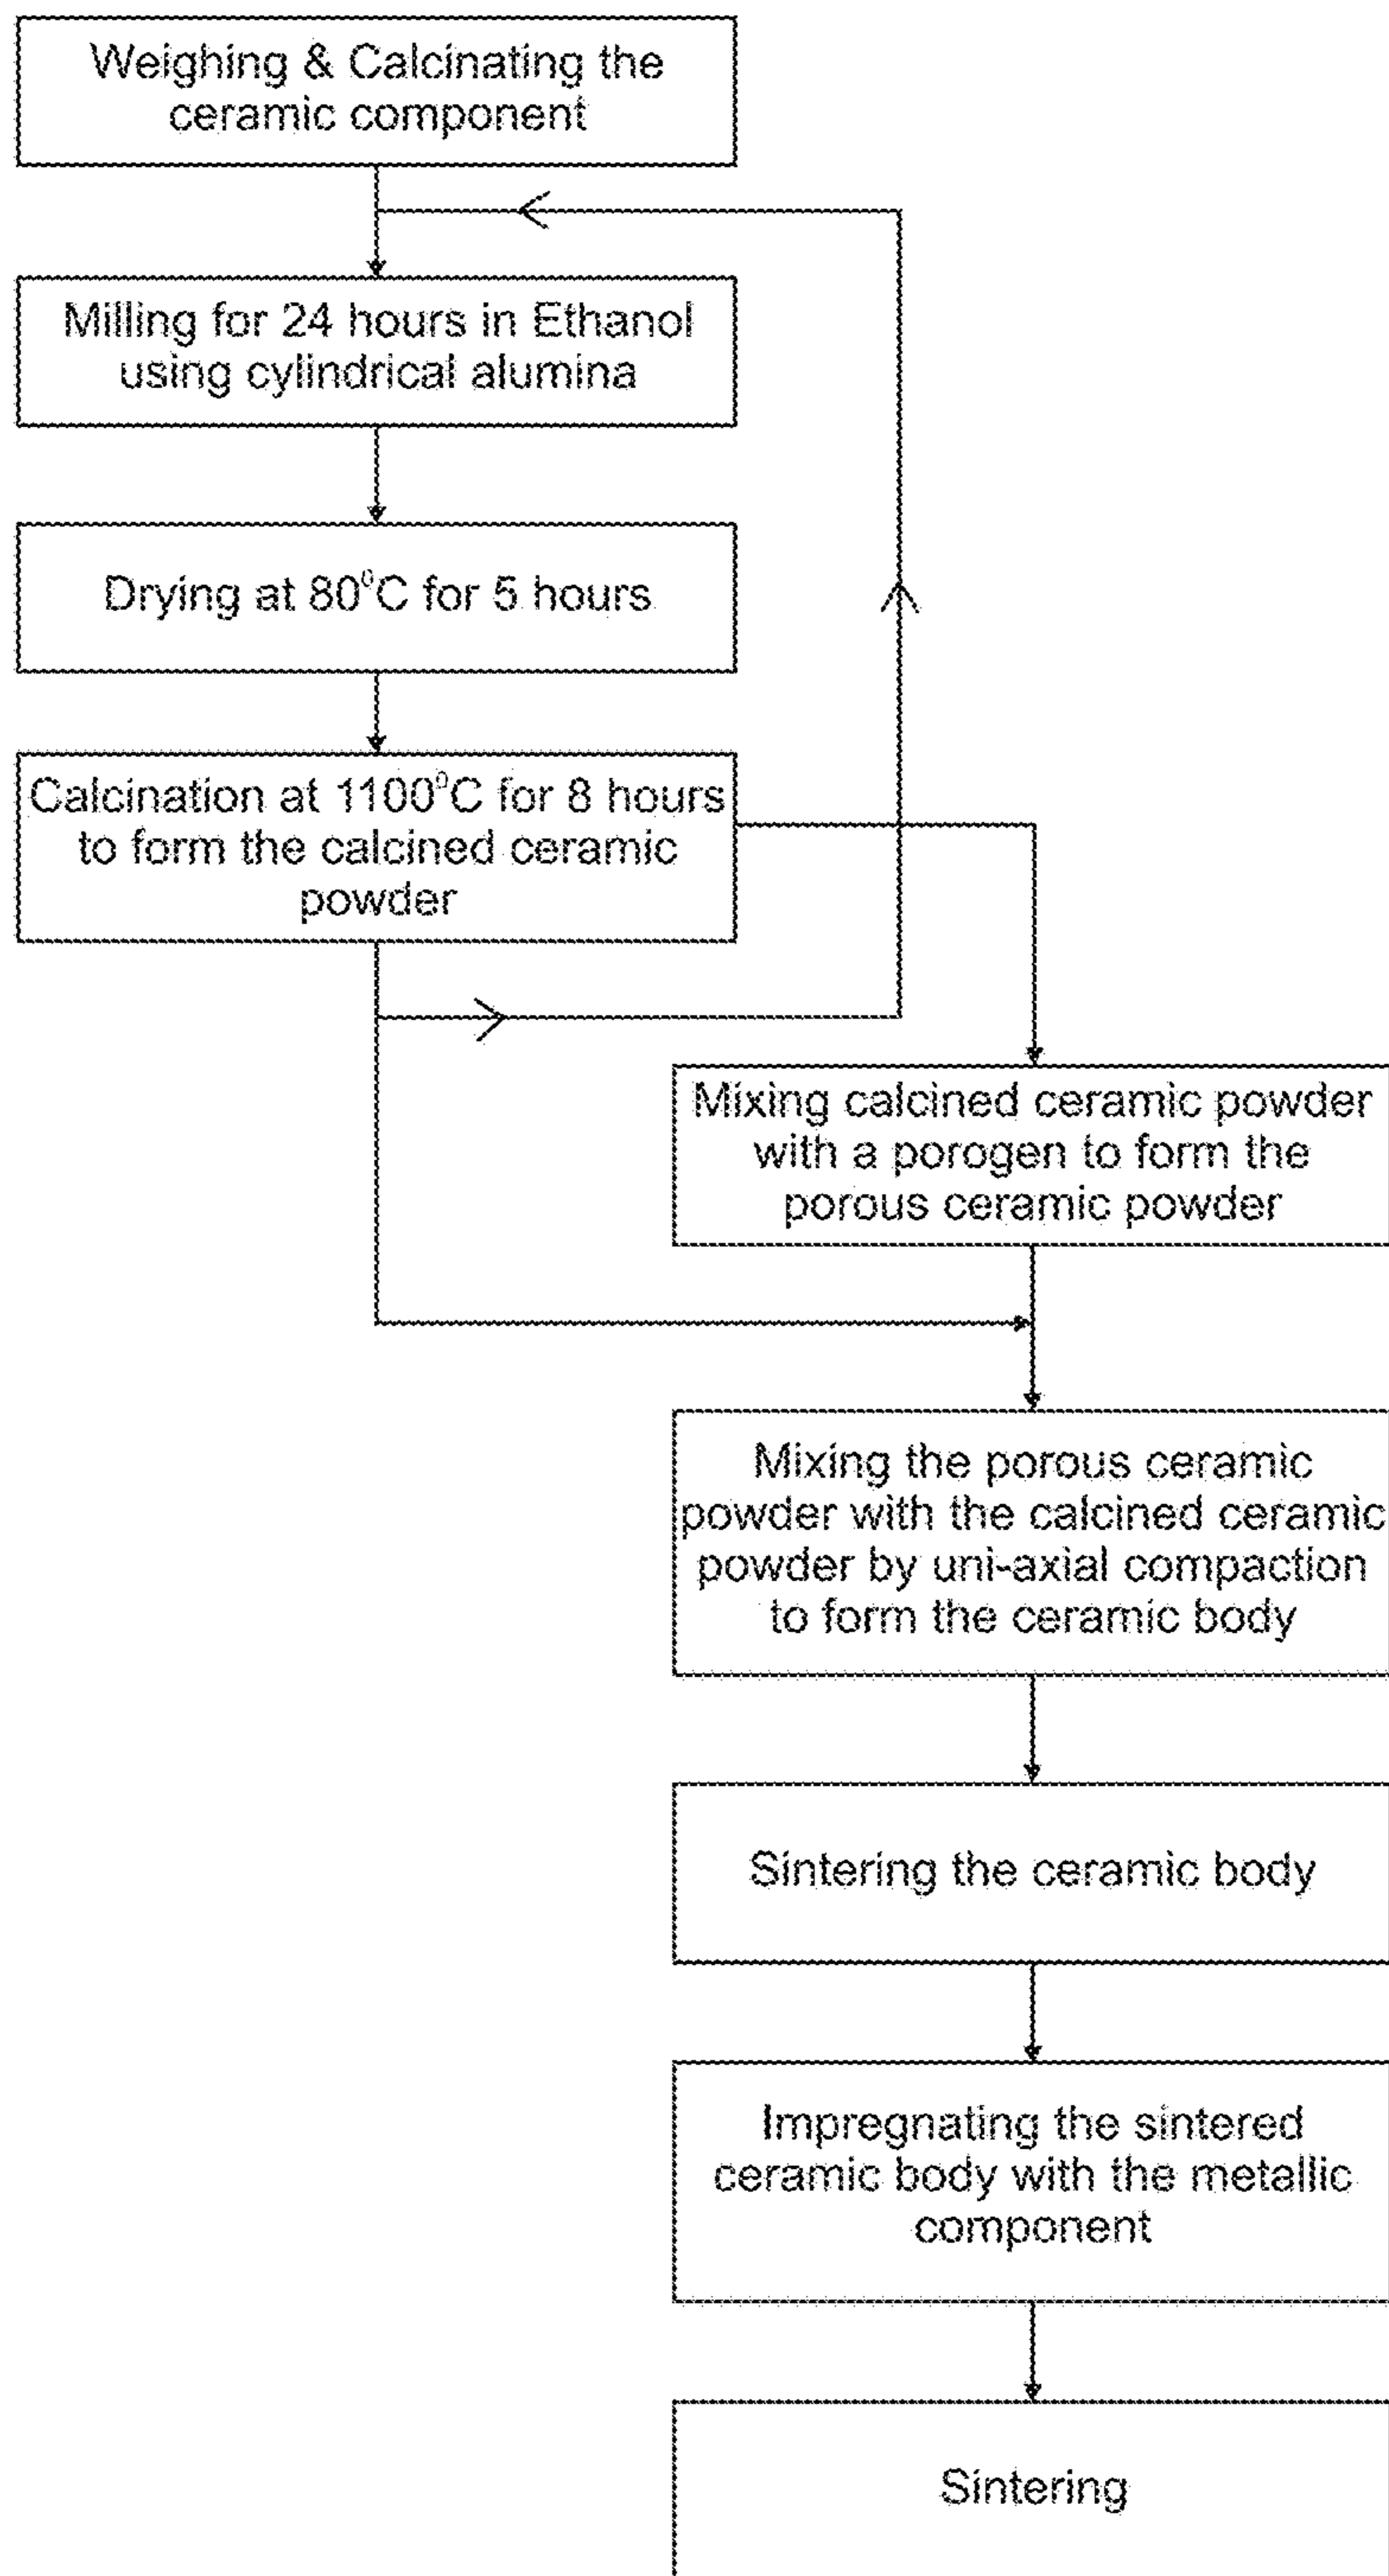 Weighing & Calcinating the
ceramic component
Milling for 24 hours in Ethanol
using cylindrical alumina
Drying at 80⁰C for 5 hours
Calcination at 1100⁰C for 8 hours
to form the calcined ceramic
powder
Mixing calcined ceramic powder
with a porogen to form the
porous ceramic powder
Mixing the porous ceramic
powder with the calcined ceramic
powder by uni-axial compaction
to form the ceramic body
Sintering the ceramic body
Impregnating the sintered
ceramic body with the metallic
component
Sintering